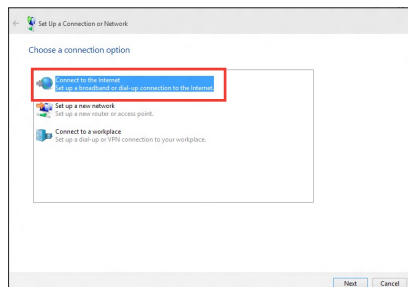 Set Up a Connection or Network
Choose a connection option
Connect to the Internet
Set up a broadband or dial-up connection to the Internet.
Set up a new network
Set up a new router or access point.
Connect to a workplace
Set up a dial-up or VPN connection to your workplace.
Next Cancel